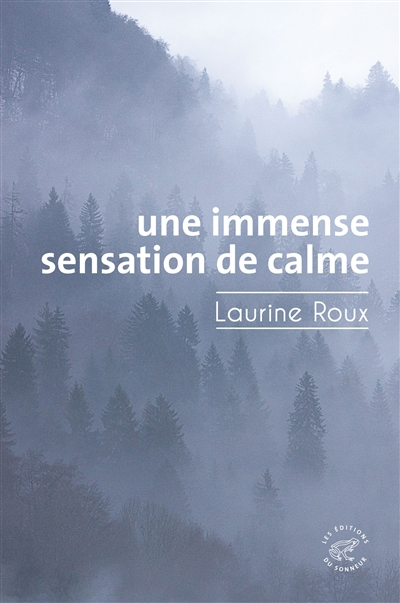 une immense
sensation de calme
Laurine Roux
LES ÉDITIONS
DU SONNEUR